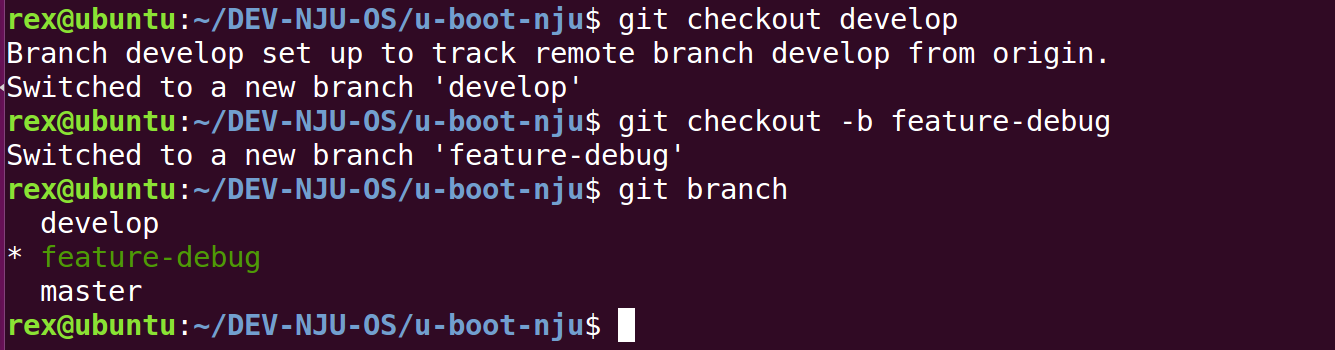 rex@ubuntu:~/DEV-NJU-OS/u-boot-nju$ git checkout develop
Branch develop set up to track remote branch develop from origin.
Switched to a new branch 'develop'
rex@ubuntu:~/DEV-NJU-OS/u-boot-nju$ git checkout -b feature-debug
Switched to a new branch 'feature-debug'
rex@ubuntu:~/DEV-NJU-OS/u-boot-nju$ git branch
  develop
* feature-debug
  master
rex@ubuntu:~/DEV-NJU-OS/u-boot-nju$